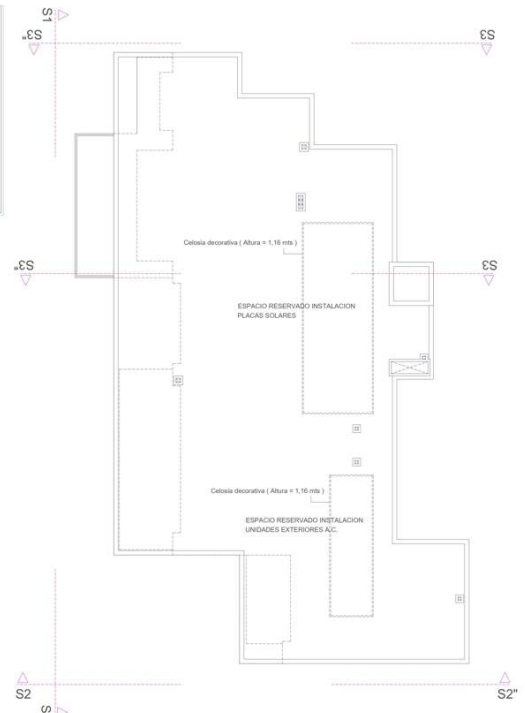 S1
S3"
S3
Celosia decorativa ( Altura = 1,16 mts )
S3"
S3
ESPACIO RESERVADO INSTALACION
PLACAS SOLARES
Celosia decorativa ( Altura = 1,16 mts )
ESPACIO RESERVADO INSTALACION
UNIDADES EXTERIORES A.C.
S2
S2"